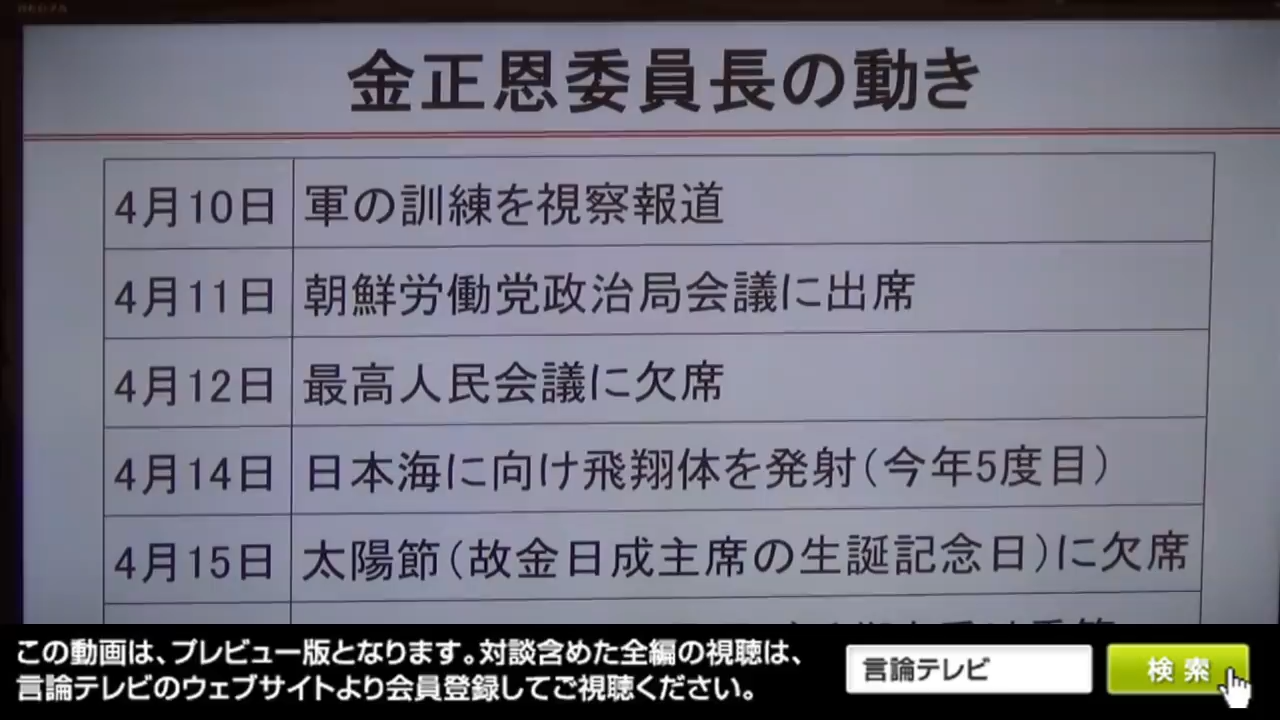 金正恩委員長の動き
4月10日 軍の訓練を視察報道
4月11日 朝鮮労働党政治局会議に出席
4月12日 最高人民会議に欠席
4月14日 日本海に向け飛翔体を発射(今年5度目)
4月15日 太陽節(故金日成主席の生誕記念日)に欠席
この動画は、プレビュー版となります。対談含めた全編の視聴は、
言論テレビのウェブサイトより会員登録してご視聴ください。
言論テレビ
検索